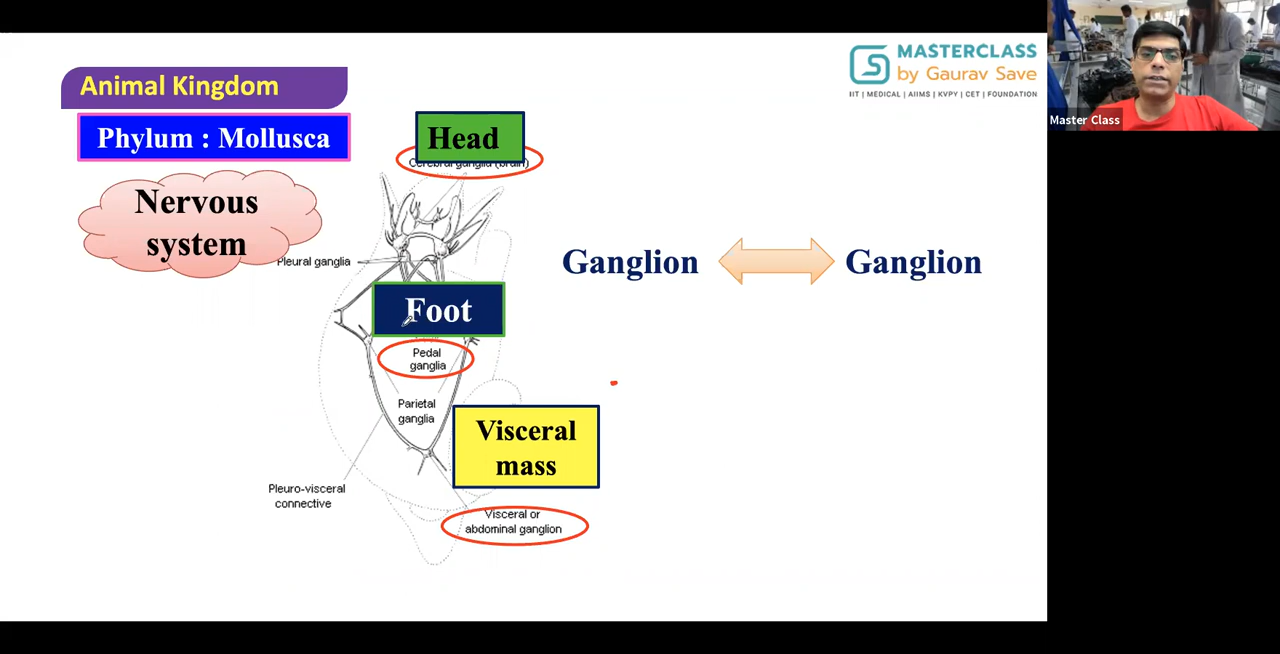 Animal Kingdom
Phylum : Mollusca
Nervous
system
MASTERCLASS
by Gaurav Save
IIT | MEDICAL | AIIMS | KVPY | CET | FOUNDATION
Master Class
Head
Cerebral ganglia (brain)
Pleural ganglia
Ganglion
Ganglion
Foot
Pedal
ganglia
Parietal
ganglia
Visceral
mass
Pleuro-visceral
connective
Visceral or
abdominal ganglion